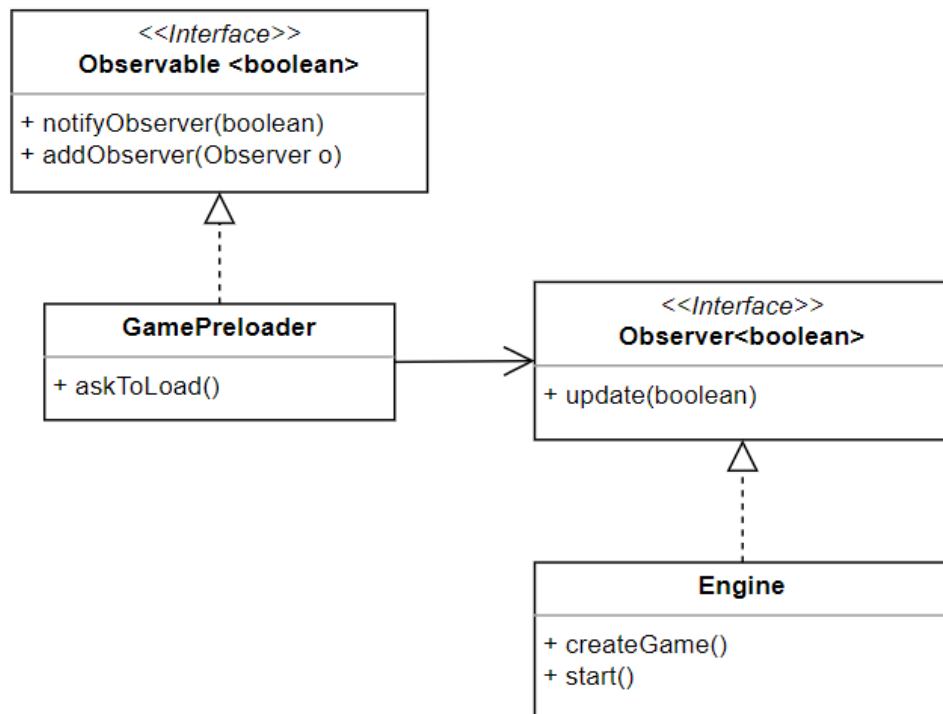 <<Interface>>
Observable <boolean>
+ notifyObserver(boolean)
+ addObserver(Observer o)
GamePreloader
+ askToLoad()
<<Interface>>
Observer<boolean>
+ update(boolean)
Engine
+ createGame()
+ start()